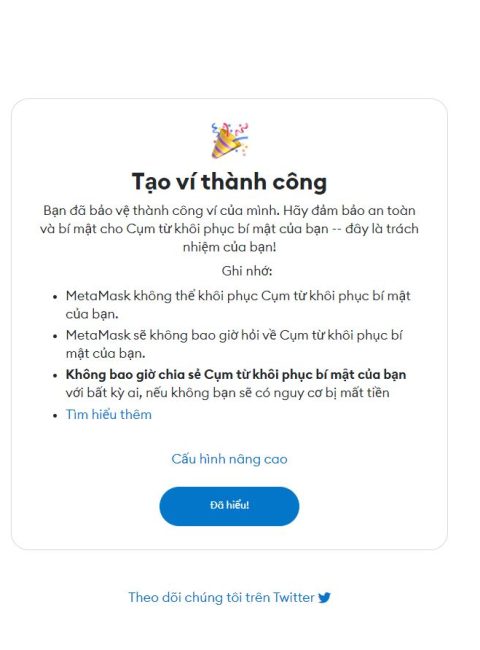 Tạo ví thành công
Bạn đã bảo vệ thành công ví của mình. Hãy đảm bảo an toàn
và bí mật cho Cụm từ khôi phục bí mật của bạn -- đây là trách
nhiệm của bạn!
Ghi nhớ:
• MetaMask không thể khôi phục Cụm từ khôi phục bí mật
của bạn.
• MetaMask sẽ không bao giờ hỏi về Cụm từ khôi phục bí
mật của bạn.
• Không bao giờ chia sẻ Cụm từ khôi phục bí mật của bạn
với bất kỳ ai, nếu không bạn sẽ có nguy cơ bị mất tiền
• Tìm hiểu thêm
Cấu hình nâng cao
Đã hiểu!
Theo dõi chúng tôi trên Twitter